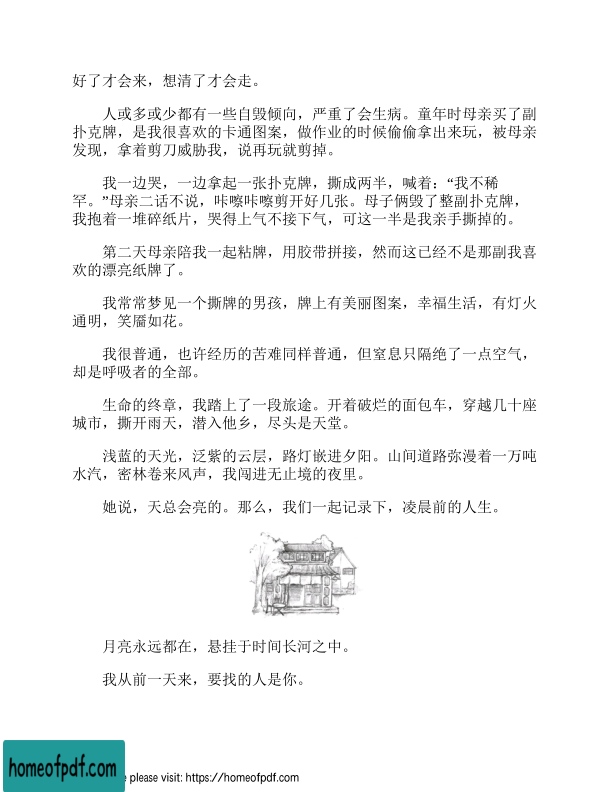 好了才会来，想清了才会走。
人或多或少都有一些自毁倾向，严重了会生病。童年时母亲买了副
扑克牌，是我很喜欢的卡通图案，做作业的时候偷偷拿出来玩，被母亲
发现，拿着剪刀威胁我，说再玩就剪掉。
我一边哭，一边拿起一张扑克牌，撕成两半，喊着：“我不稀
罕。”母亲二话不说，咔嚓咔嚓剪开好几张。母子俩毁了整副扑克牌，
我抱着一堆碎纸片，哭得上气不接下气，可这一半是我亲手撕掉的。
第二天母亲陪我一起粘牌，用胶带拼接，然而这已经不是那副我喜
欢的漂亮纸牌了。
我常常梦见一个撕牌的男孩，牌上有美丽图案，幸福生活，有灯火
通明，笑靥如花。
我很普通，也许经历的苦难同样普通，但窒息只隔绝了一点空气，
却是呼吸者的全部。
生命的终章，我踏上了一段旅途。开着破烂的面包车，穿越几十座
城市，撕开雨天，潜入他乡，尽头是天堂。
浅蓝的天光，泛紫的云层，路灯嵌进夕阳。山间道路弥漫着一万吨
水汽，密林卷来风声，我闯进无止境的夜里。
她说，天总会亮的。那么，我们一起记录下，凌晨前的人生。
月亮永远都在，悬挂于时间长河之中。
我从前一天来，要找的人是你。
homeofpdf.com
e please visit: https://homeofpdf.com